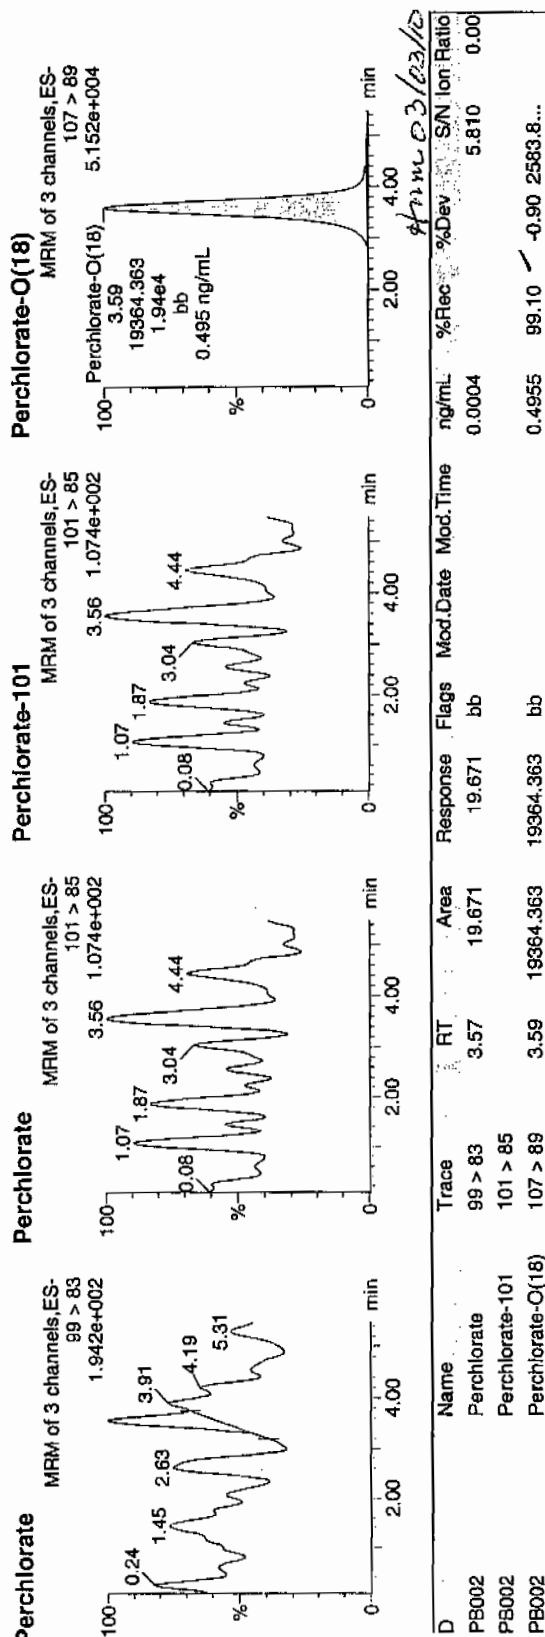 Perchlorate
MRM of 3 channels,ES-
99 > 83
1.942e+002
100
%
0
0.24
1.45
2.63
3.91
4.19
5.31
2.00
4.00
min
Perchlorate
MRM of 3 channels,ES-
101 > 85
1.074e+002
100
%
0
0.08
1.07
1.87
3.04
3.56
4.44
2.00
4.00
min
Perchlorate-101
MRM of 3 channels,ES-
101 > 85
1.074e+002
100
%
0
0.08
1.07
1.87
3.04
3.56
4.44
2.00
4.00
min
Perchlorate-O(18)
MRM of 3 channels,ES-
107 > 89
5.152e+004
100
%
0
Perchlorate-O(18)
3.59
19364.363
1.94e4
bb
0.495 ng/mL
2.00
4.00
min
03/03/10
D Name Trace RT Area Response Flags Mod.Date Mod.Time ng/mL %Rec %Dev S/N Ion Ratio
PB002 Perchlorate 99 > 83 3.57 19.671 19.671 bb 0.0004 5.810 0.00
PB002 Perchlorate-101 101 > 85
PB002 Perchlorate-O(18) 107 > 89 3.59 19364.363 19364.363 bb 0.4955 99.10 -0.90 2583.8...